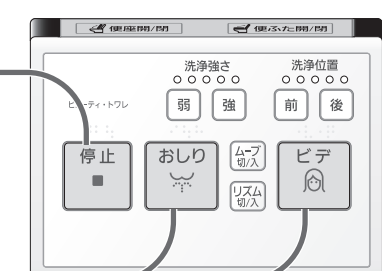 便座開/閉
便ふた開/閉
洗浄強さ
洗浄位置
ビューティ・トワレ
弱
強
前
後
停止
おしり
ムーブ
切/入
リズム
切/入
ビデ